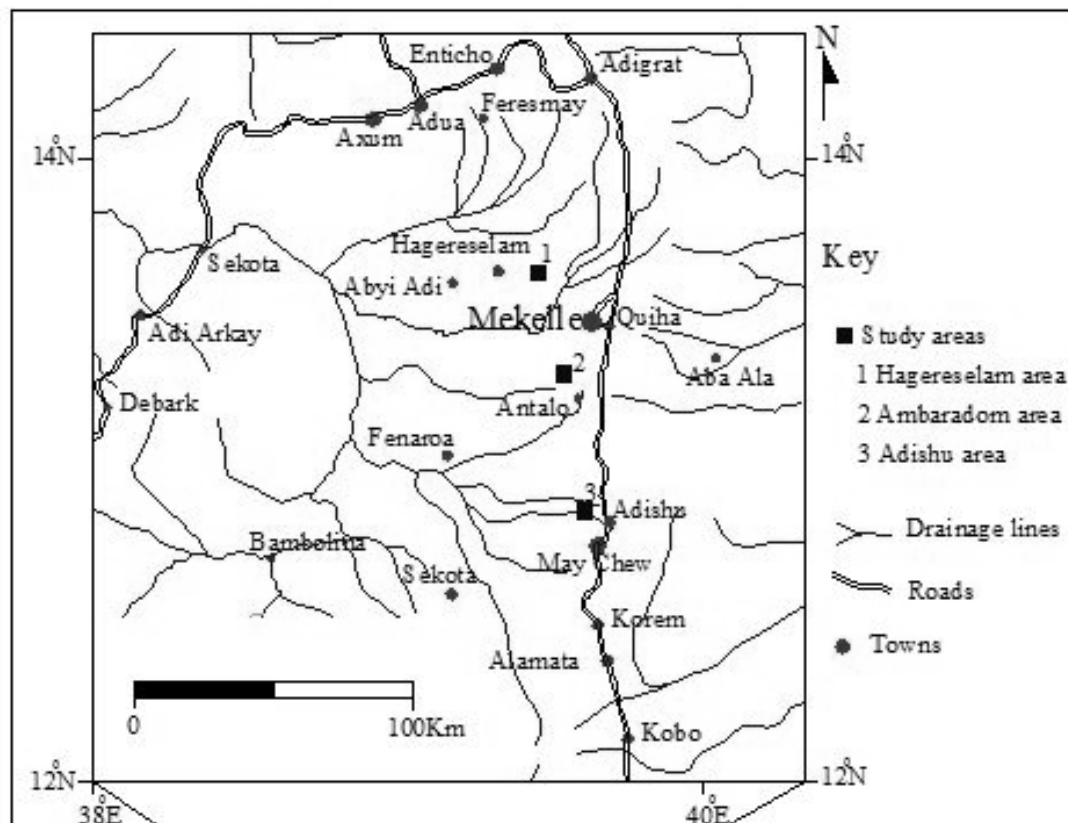 N
Enticho
Adigrat
Feresmay
Adua
Axum
14°N
14°N
Hagereselam
1
Sekota
Abyi Adi
Key
Mekelle
Quiha
Adi Arkay
Study areas
Aba Ala
2
1 Hagereselam area
Debark
Antalo
2 Ambaradom area
Fenaroa
3 Adishu area
3
Adishu
Drainage lines
Bambolina
May Chew
Sekota
Roads
Korem
Towns
Alamata
0
100Km
Kobo
12°N
12°N
38°E
40°E